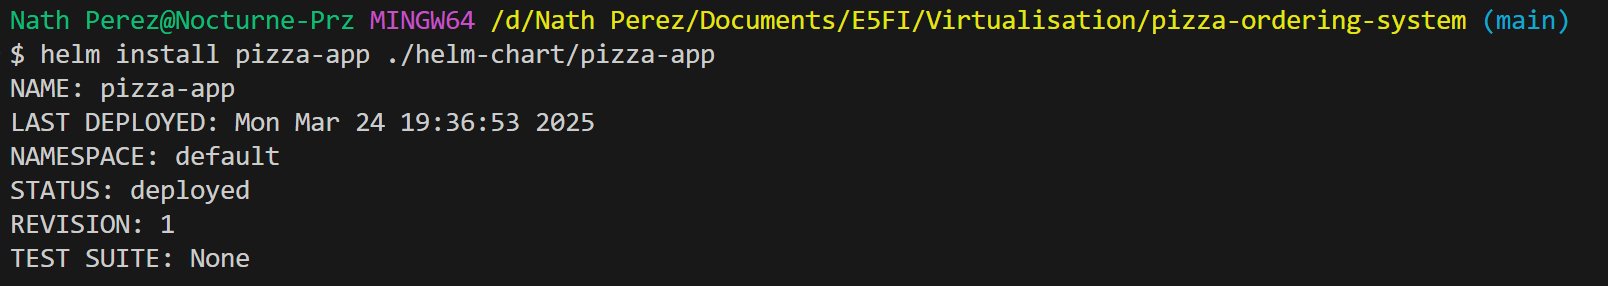 Nath Perez@Nocturne-Prz MINGW64 /d/Nath Perez/Documents/E5FI/Virtualisation/pizza-ordering-system (main)
$ helm install pizza-app ./helm-chart/pizza-app
NAME: pizza-app
LAST DEPLOYED: Mon Mar 24 19:36:53 2025
NAMESPACE: default
STATUS: deployed
REVISION: 1
TEST SUITE: None